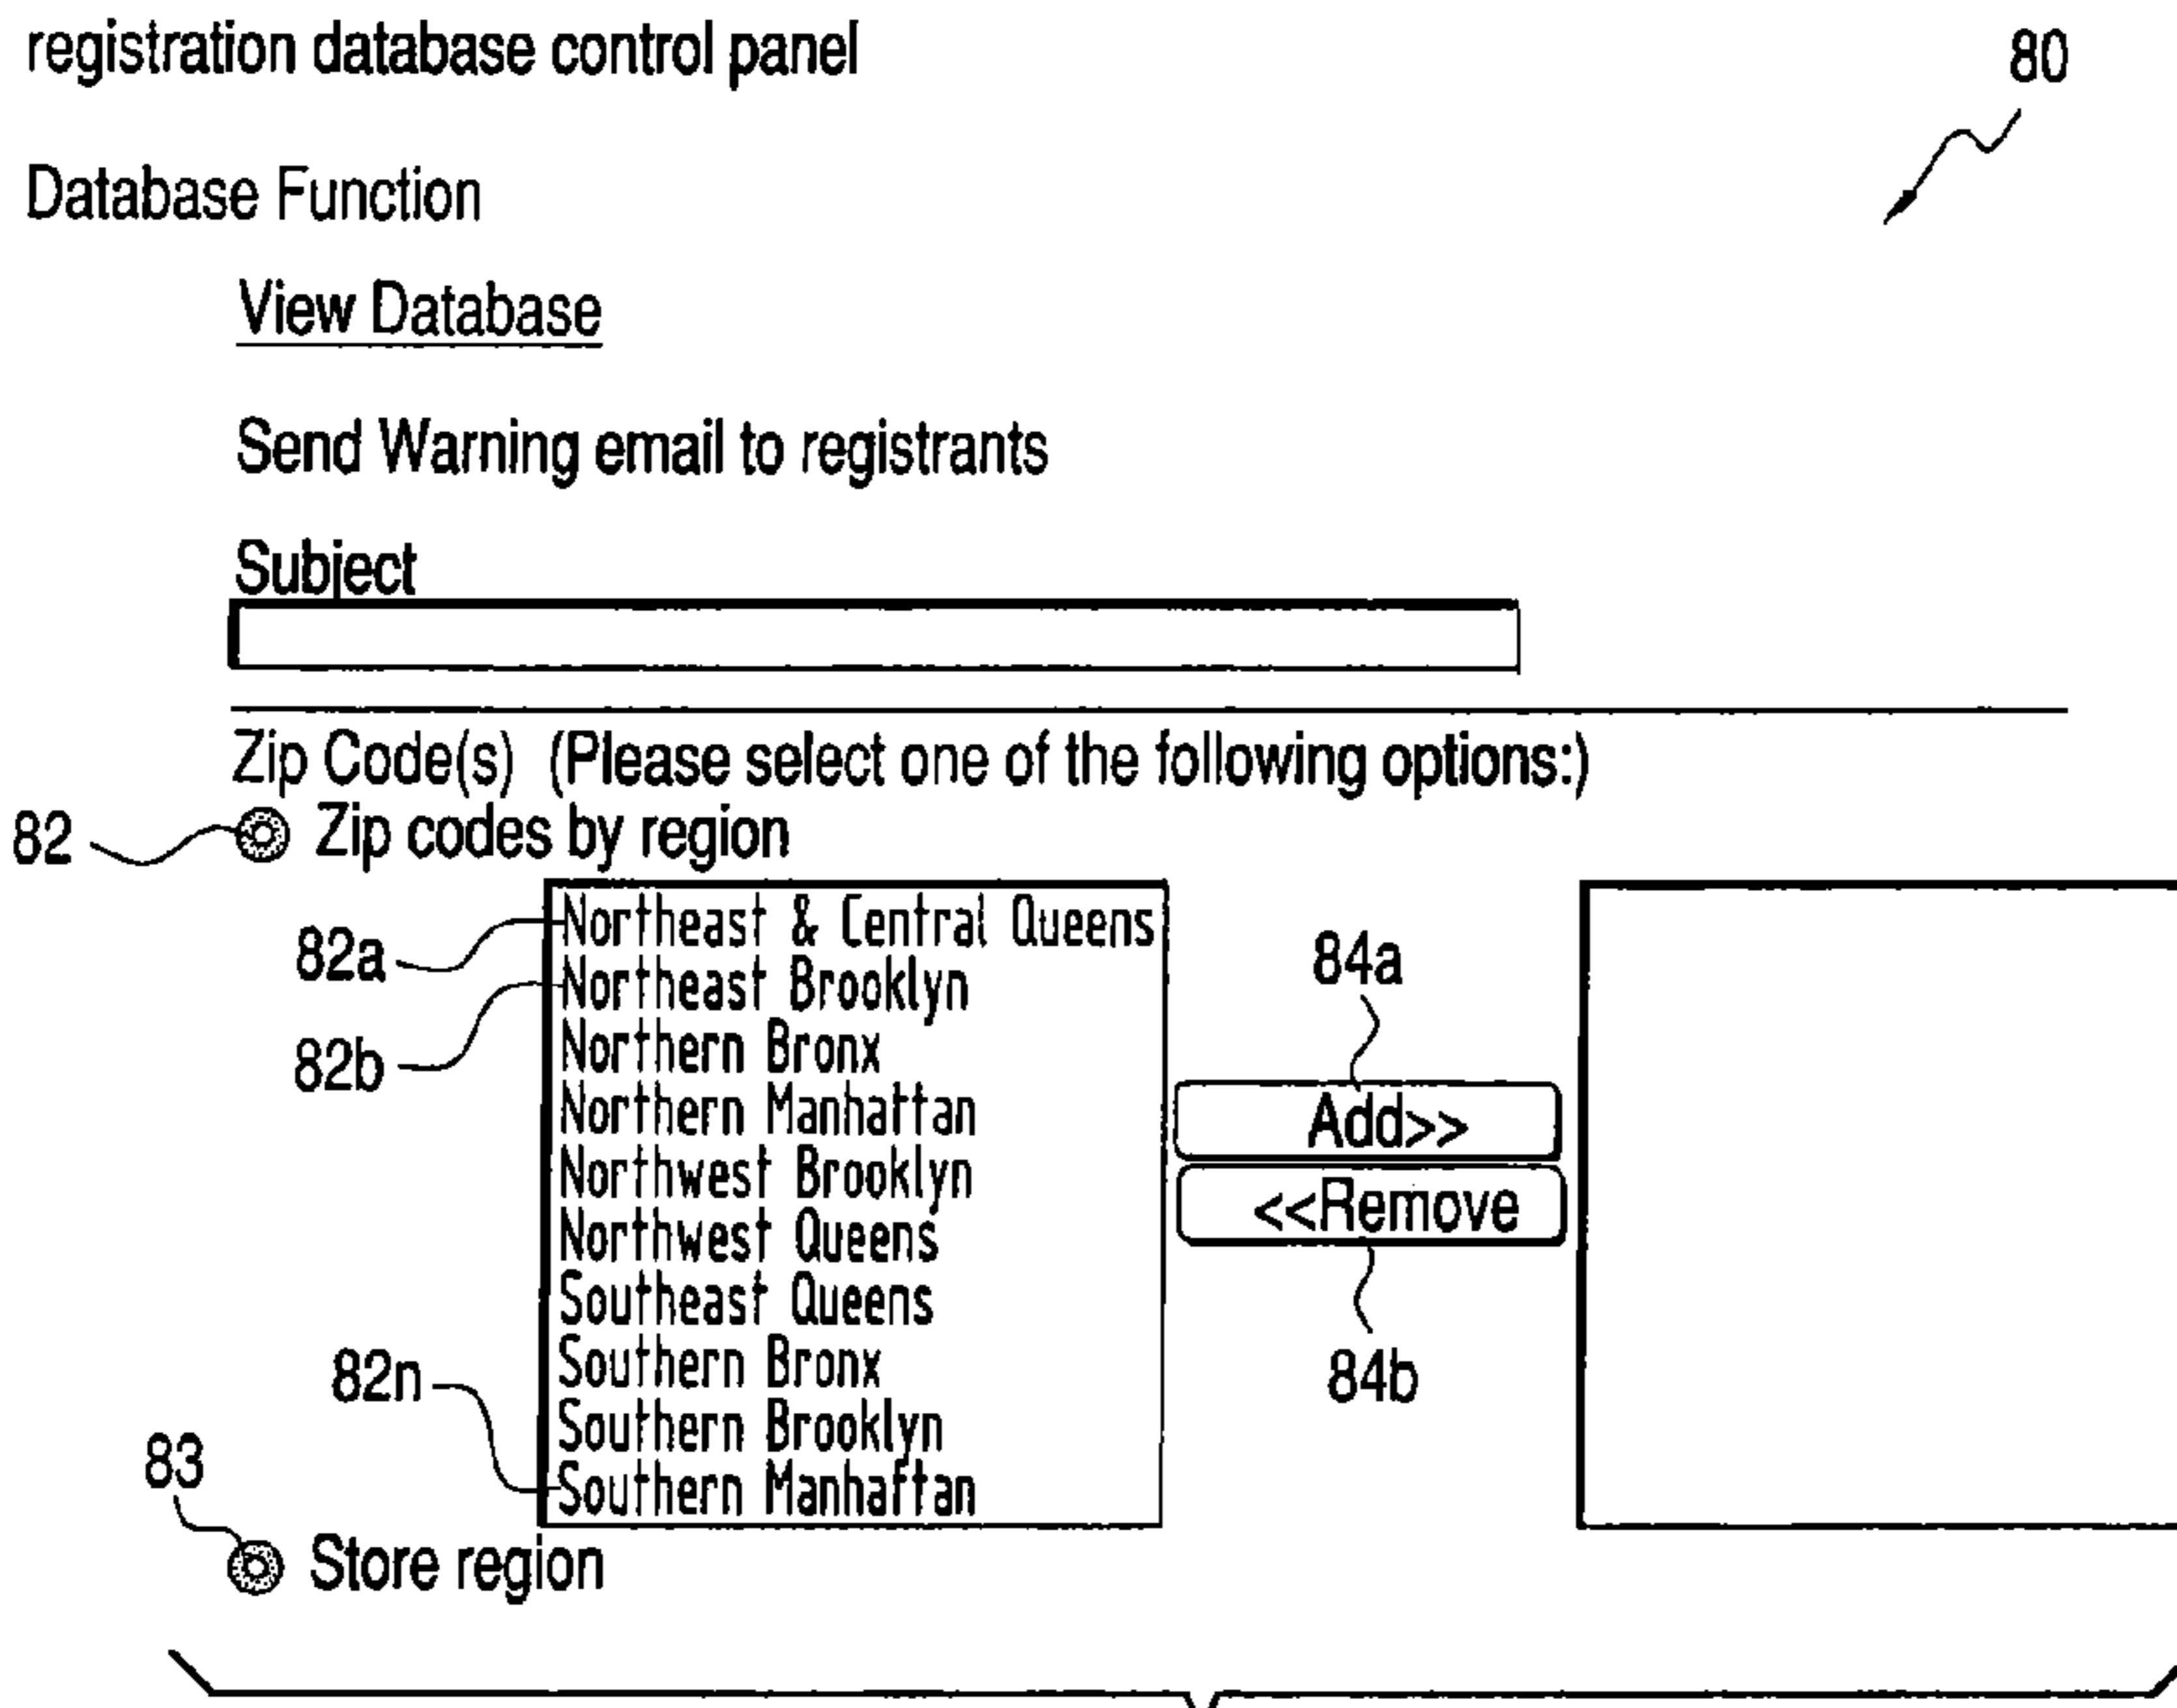 registration database control panel
80
Database Function
View Database
Send Warning email to registrants
Subject
Zip Code(s) (Please select one of the following options:)
82 Zip codes by region
82a Northeast & Central Queens
82b Northeast Brooklyn
Northern Bronx
Northern Manhattan
Northwest Brooklyn
Northwest Queens
Southeast Queens
Southern Bronx
Southern Brooklyn
82n Southern Manhattan
84a
Add>>
<<Remove
84b
83 Store region